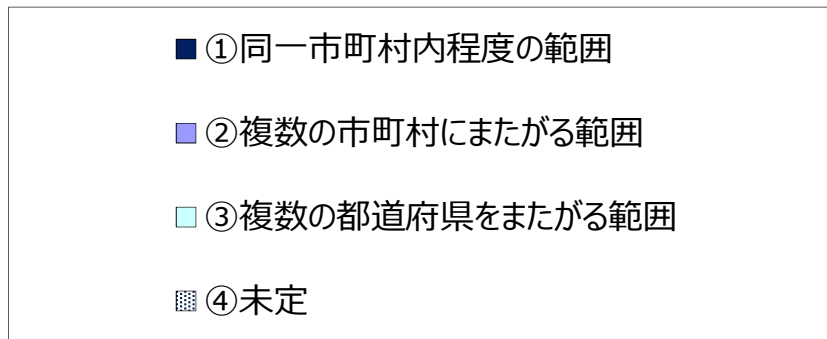 ①同一市町村内程度の範囲
②複数の市町村にまたがる範囲
③複数の都道府県をまたがる範囲
④未定